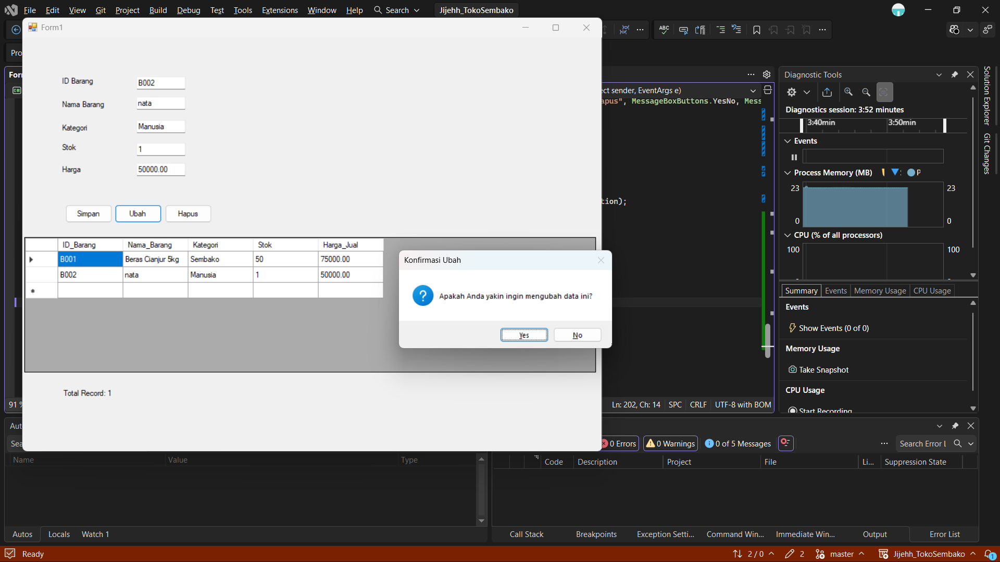 File Edit View Git Project Build Debug Test Tools Extensions Window Help Search Jijehh_TokoSembako
Form1
ID Barang B002
Nama Barang nata
Kategori Manusia
Stok 1
Harga 50000.00
Simpan Ubah Hapus
ID_Barang Nama_Barang Kategori Stok Harga_Jual
B001 Beras Cianjur 5kg Sembako 50 75000.00
B002 nata Manusia 1 50000.00
Total Record: 1
Konfirmasi Ubah
Apakah Anda yakin ingin mengubah data ini?
Yes No
ect sender, EventArgs e)
apus", MessageBoxButtons.YesNo, Mess
tion);
91 %
Ln: 202, Ch: 14 SPC CRLF UTF-8 with BOM
Diagnostic Tools
Diagnostics session: 3:52 minutes
3:40min 3:50min
Events
Process Memory (MB) P
23 23
0 0
CPU (% of all processors)
100 100
Summary Events Memory Usage CPU Usage
Events
Show Events (0 of 0)
Memory Usage
Take Snapshot
CPU Usage
Start Recording
Solution Explorer
Git Changes
Name Value Type
Autos Locals Watch 1
0 Errors 0 Warnings 0 of 5 Messages Search Error L
Code Description Project File Li... Suppression State
Call Stack Breakpoints Exception Setti... Command Win... Immediate Win... Output Error List
Ready 2 / 0 2 master Jijehh_TokoSembako 1